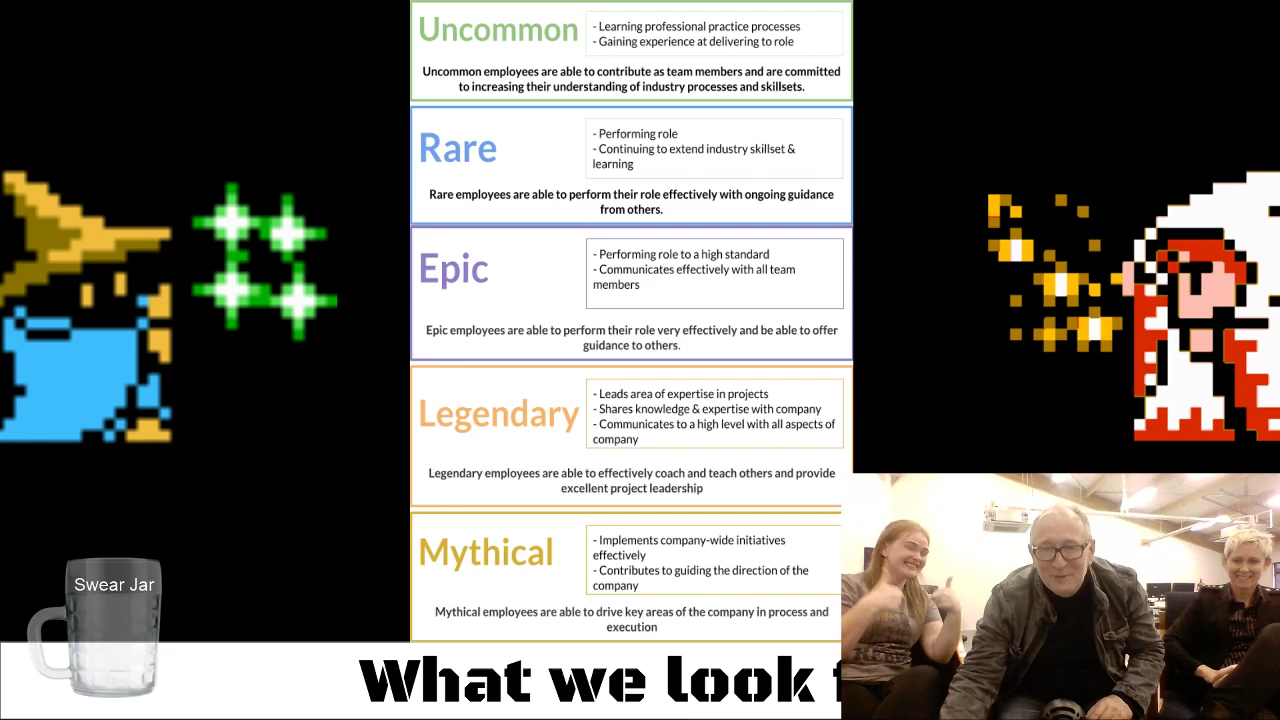 Uncommon
- Learning professional practice processes
- Gaining experience at delivering to role
Uncommon employees are able to contribute as team members and are committed
to increasing their understanding of industry processes and skillsets.
Rare
- Performing role
- Continuing to extend industry skillset &
learning
Rare employees are able to perform their role effectively with ongoing guidance
from others.
Epic
- Performing role to a high standard
- Communicates effectively with all team
members
Epic employees are able to perform their role very effectively and be able to offer
guidance to others.
Legendary
- Leads area of expertise in projects
- Shares knowledge & expertise with company
- Communicates to a high level with all aspects of
company
Legendary employees are able to effectively coach and teach others and provide
excellent project leadership
Mythical
- Implements company-wide initiatives
effectively
- Contributes to guiding the direction of the
company
Mythical employees are able to drive key areas of the company in process and
execution
Swear Jar
What we look